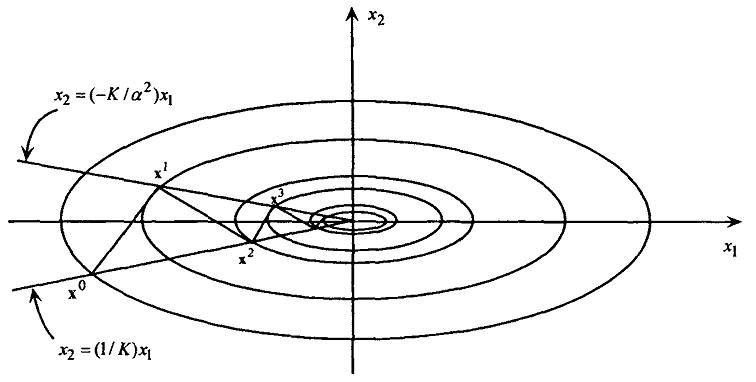 x₂
x₂ = (-K/α²)x₁
x¹
x³
x₁
x²
x⁰
x₂ = (1/K)x₁